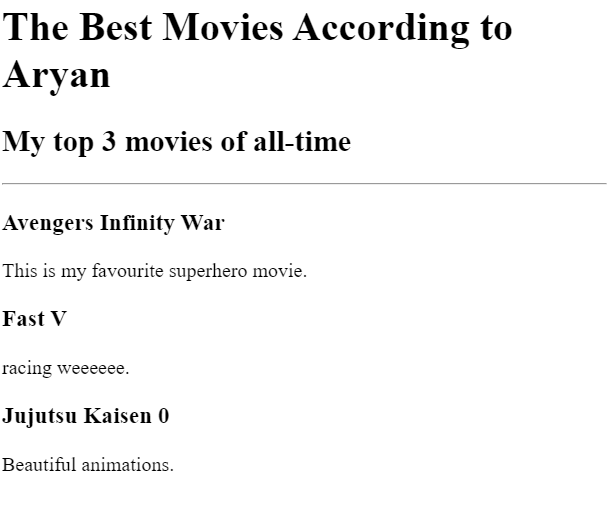 The Best Movies According to
Aryan
My top 3 movies of all-time
Avengers Infinity War
This is my favourite superhero movie.
Fast V
racing weeeeee.
Jujutsu Kaisen 0
Beautiful animations.